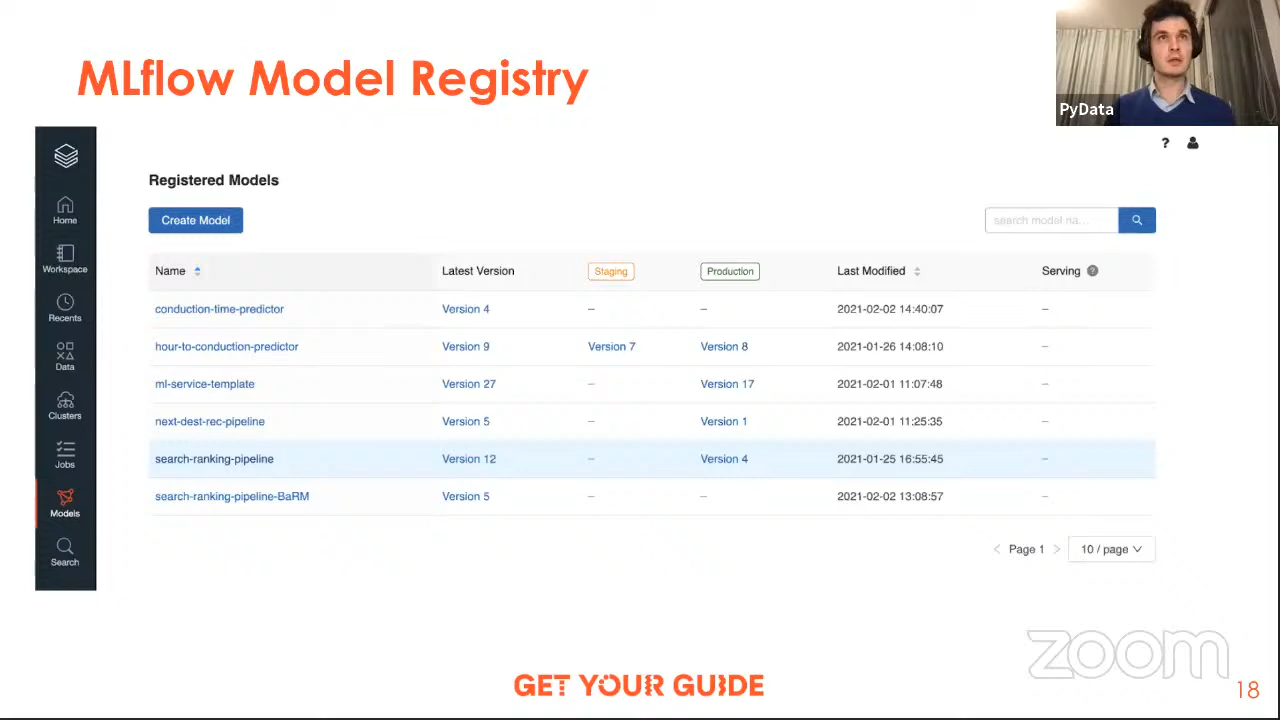 MLflow Model Registry
PyData
?
Registered Models
Create Model
search model na...
Home
Workspace
Recents
Data
Clusters
Jobs
Models
Search
Name Latest Version Staging Production Last Modified Serving ?
conduction-time-predictor Version 4 – – 2021-02-02 14:40:07 –
hour-to-conduction-predictor Version 9 Version 7 Version 8 2021-01-26 14:08:10 –
ml-service-template Version 27 – Version 17 2021-02-01 11:07:48 –
next-dest-rec-pipeline Version 5 – Version 1 2021-02-01 11:25:35 –
search-ranking-pipeline Version 12 – Version 4 2021-01-25 16:55:45 –
search-ranking-pipeline-BaRM Version 5 – – 2021-02-02 13:08:57 –
< Page 1 > 10 / page
zoom
GET YOUR GUIDE
18